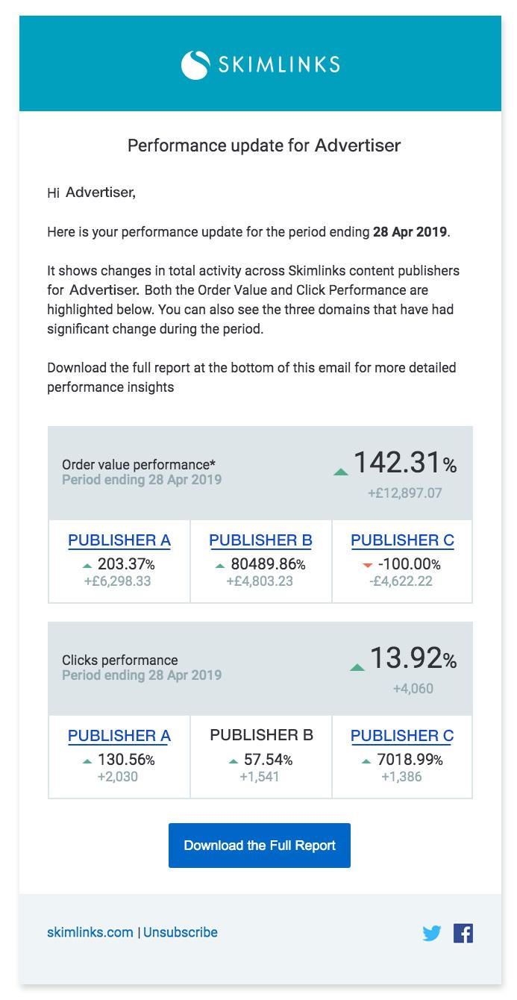 SKIMLINKS
Performance update for Advertiser
Hi Advertiser,
Here is your performance update for the period ending 28 Apr 2019.
It shows changes in total activity across Skimlinks content publishers
for Advertiser. Both the Order Value and Click Performance are
highlighted below. You can also see the three domains that have had
significant change during the period.
Download the full report at the bottom of this email for more detailed
performance insights
Order value performance*
Period ending 28 Apr 2019
142.31%
+£12,897.07
PUBLISHER A
203.37%
+£6,298.33
PUBLISHER B
80489.86%
+£4,803.23
PUBLISHER C
-100.00%
-£4,622.22
Clicks performance
Period ending 28 Apr 2019
13.92%
+4,060
PUBLISHER A
130.56%
+2,030
PUBLISHER B
57.54%
+1,541
PUBLISHER C
7018.99%
+1,386
Download the Full Report
skimlinks.com | Unsubscribe